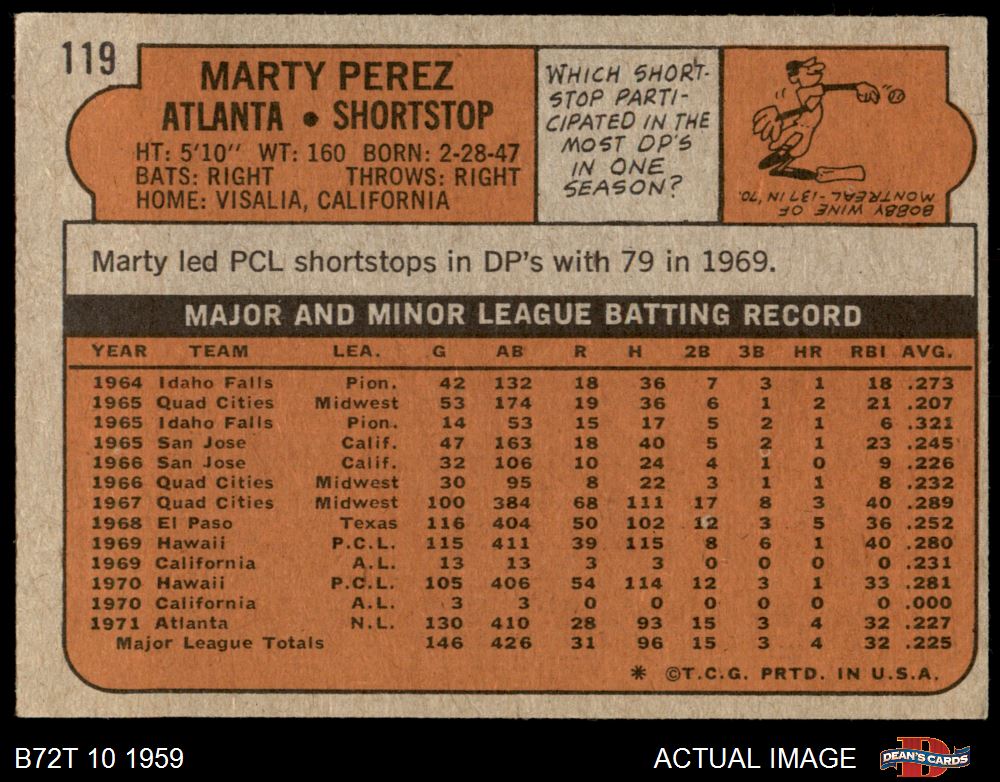 119
MARTY PEREZ
ATLANTA • SHORTSTOP
HT: 5'10" WT: 160 BORN: 2-28-47
BATS: RIGHT THROWS: RIGHT
HOME: VISALIA, CALIFORNIA
WHICH SHORT-
STOP PARTI-
CIPATED IN THE
MOST DP'S
IN ONE
SEASON?
BOBBY WINE OF
MONTREAL-137 IN '70.
Marty led PCL shortstops in DP's with 79 in 1969.
MAJOR AND MINOR LEAGUE BATTING RECORD
YEAR TEAM LEA. G AB R H 2B 3B HR RBI AVG.
1964 Idaho Falls Pion. 42 132 18 36 7 3 1 18 .273
1965 Quad Cities Midwest 53 174 19 36 6 1 2 21 .207
1965 Idaho Falls Pion. 14 53 15 17 5 2 1 6 .321
1965 San Jose Calif. 47 163 18 40 5 2 1 23 .245
1966 San Jose Calif. 32 106 10 24 4 1 0 9 .226
1966 Quad Cities Midwest 30 95 8 22 3 1 1 8 .232
1967 Quad Cities Midwest 100 384 68 111 17 8 3 40 .289
1968 El Paso Texas 116 404 50 102 12 3 5 36 .252
1969 Hawaii P.C.L. 115 411 39 115 8 6 1 40 .280
1969 California A.L. 13 13 3 3 0 0 0 0 .231
1970 Hawaii P.C.L. 105 406 54 114 12 3 1 33 .281
1970 California A.L. 3 3 0 0 0 0 0 0 .000
1971 Atlanta N.L. 130 410 28 93 15 3 4 32 .227
Major League Totals 146 426 31 96 15 3 4 32 .225
* ©T.C.G. PRTD. IN U.S.A.
B72T 10 1959 ACTUAL IMAGE DEAN'S CARDS